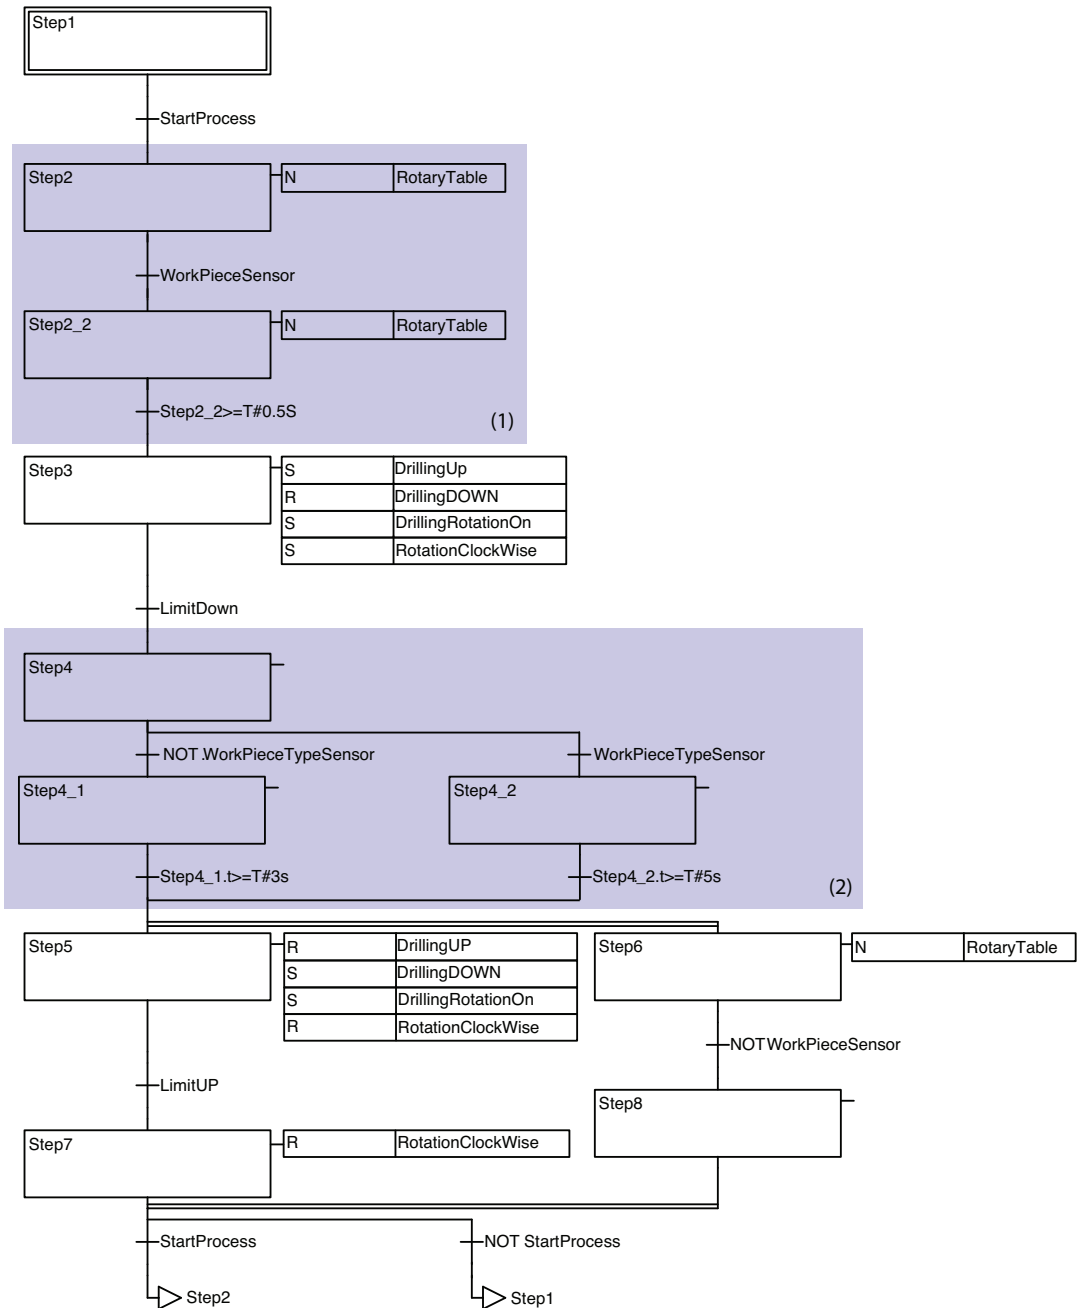 Step1
StartProcess
Step2
N RotaryTable
WorkPieceSensor
Step2_2
N RotaryTable
Step2_2>=T#0.5S
(1)
Step3
S DrillingUp
R DrillingDOWN
S DrillingRotationOn
S RotationClockWise
LimitDown
Step4
NOT.WorkPieceTypeSensor
WorkPieceTypeSensor
Step4_1
Step4_2
Step4_1.t>=T#3s
Step4_2.t>=T#5s
(2)
Step5
R DrillingUP
S DrillingDOWN
S DrillingRotationOn
R RotationClockWise
Step6
N RotaryTable
NOTWorkPieceSensor
LimitUP
Step8
Step7
R RotationClockWise
StartProcess
NOT StartProcess
Step2
Step1